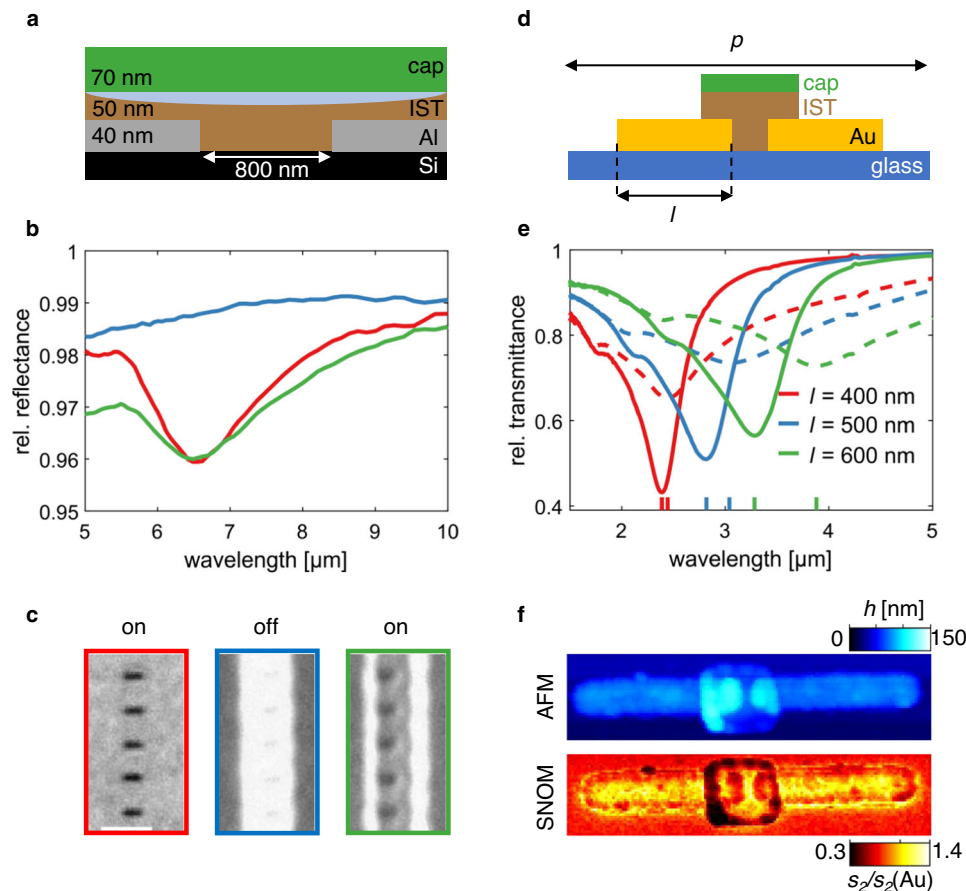 a
70 nm
cap
50 nm
IST
40 nm
Al
800 nm
Si
b
1
0.99
0.98
0.97
0.96
0.95
rel. reflectance
5 6 7 8 9 10
wavelength [µm]
c
on off on
d
p
cap
IST
Au
glass
l
e
1
0.8
0.6
0.4
rel. transmittance
l = 400 nm
l = 500 nm
l = 600 nm
2 3 4 5
wavelength [µm]
f
h [nm]
0 150
AFM
SNOM
0.3 1.4
s2/s2(Au)